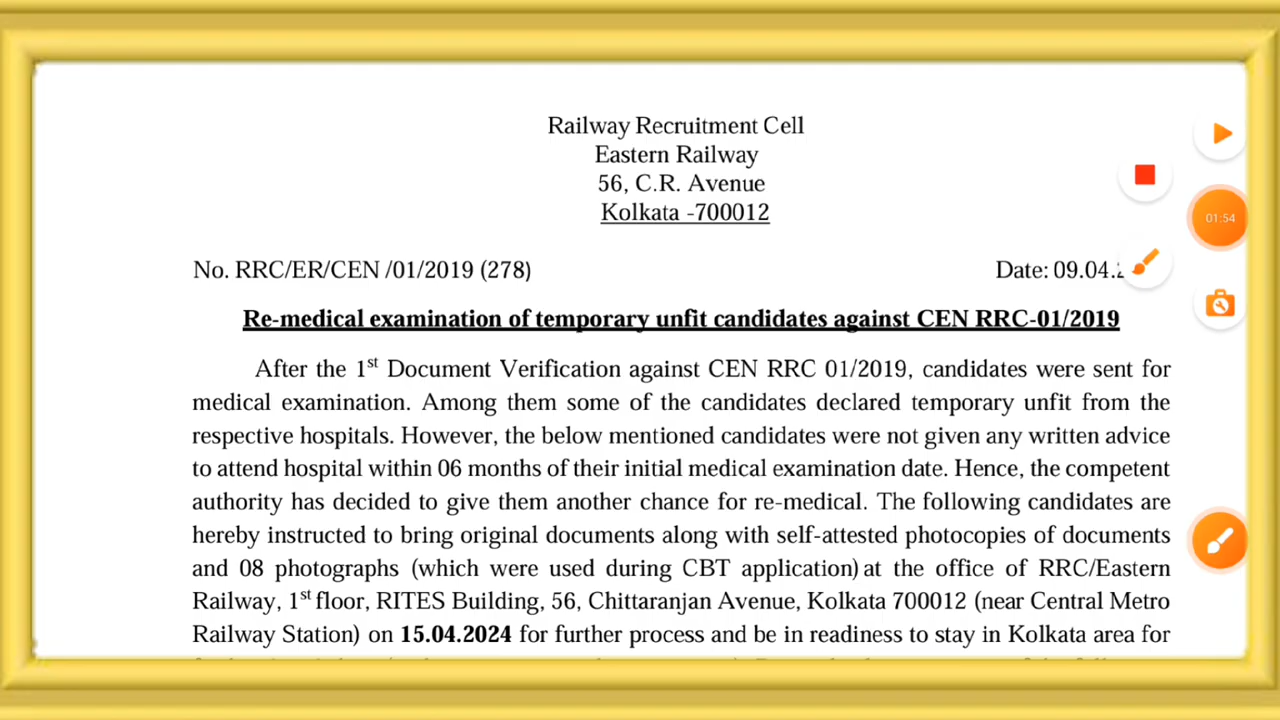 Railway Recruitment Cell
Eastern Railway
56, C.R. Avenue
Kolkata -700012
No. RRC/ER/CEN /01/2019 (278)
Date: 09.04.
Re-medical examination of temporary unfit candidates against CEN RRC-01/2019
After the 1st Document Verification against CEN RRC 01/2019, candidates were sent for
medical examination. Among them some of the candidates declared temporary unfit from the
respective hospitals. However, the below mentioned candidates were not given any written advice
to attend hospital within 06 months of their initial medical examination date. Hence, the competent
authority has decided to give them another chance for re-medical. The following candidates are
hereby instructed to bring original documents along with self-attested photocopies of documents
and 08 photographs (which were used during CBT application) at the office of RRC/Eastern
Railway, 1st floor, RITES Building, 56, Chittaranjan Avenue, Kolkata 700012 (near Central Metro
Railway Station) on 15.04.2024 for further process and be in readiness to stay in Kolkata area for
01:54